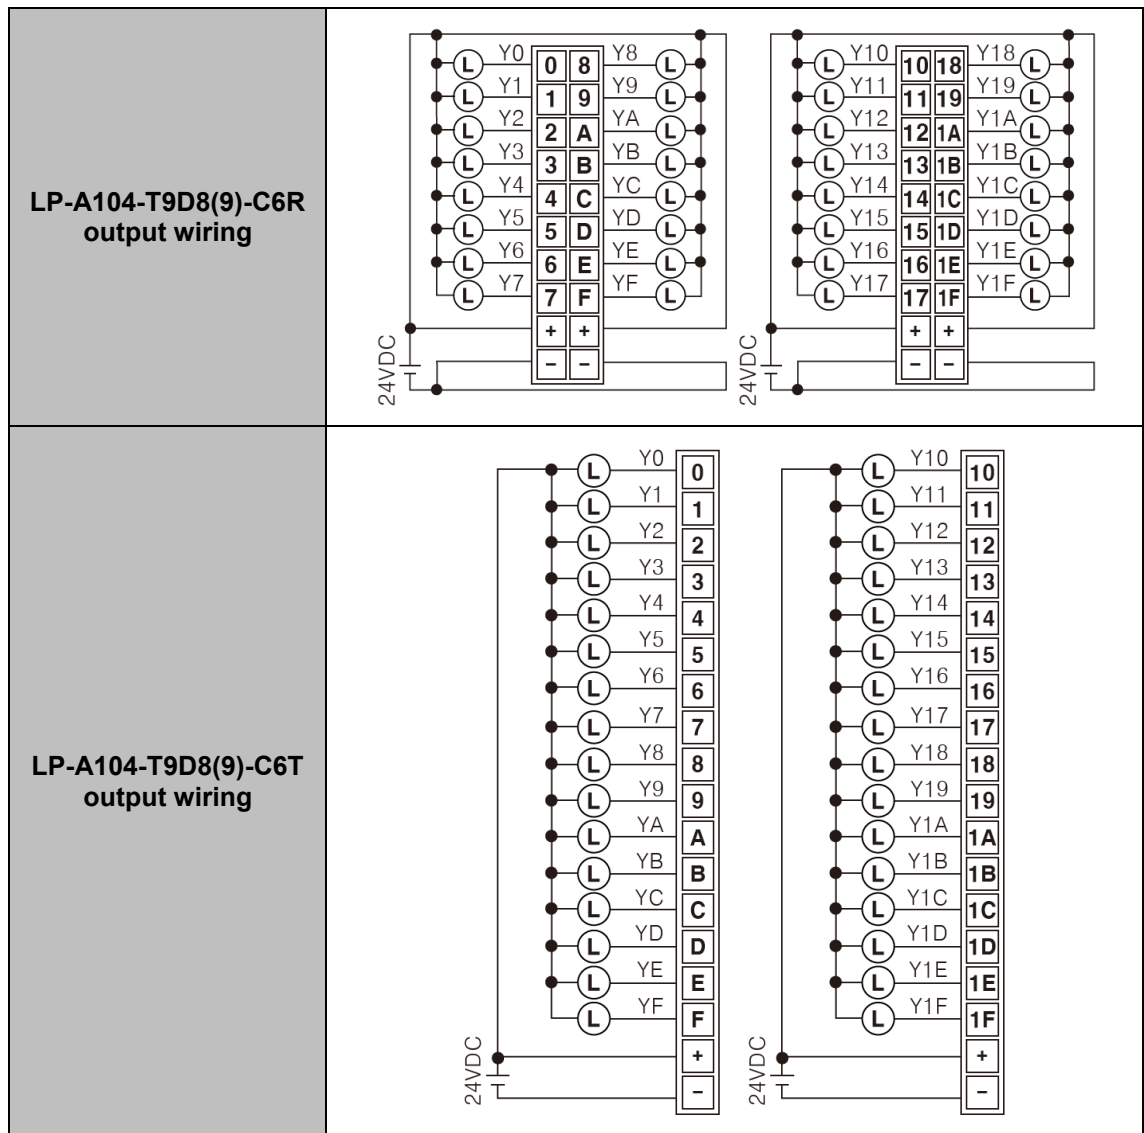 LP-A104-T9D8(9)-C6R
output wiring
Y0 0 8 Y8
Y1 1 9 Y9
Y2 2 A YA
Y3 3 B YB
Y4 4 C YC
Y5 5 D YD
Y6 6 E YE
Y7 7 F YF
+ +
- -
24VDC
L L
L L
L L
L L
L L
L L
L L
L L
Y10 10 18 Y18
Y11 11 19 Y19
Y12 12 1A Y1A
Y13 13 1B Y1B
Y14 14 1C Y1C
Y15 15 1D Y1D
Y16 16 1E Y1E
Y17 17 1F Y1F
+ +
- -
24VDC
L L
L L
L L
L L
L L
L L
L L
L L
LP-A104-T9D8(9)-C6T
output wiring
L Y0 0
L Y1 1
L Y2 2
L Y3 3
L Y4 4
L Y5 5
L Y6 6
L Y7 7
L Y8 8
L Y9 9
L YA A
L YB B
L YC C
L YD D
L YE E
L YF F
+
-
24VDC
L Y10 10
L Y11 11
L Y12 12
L Y13 13
L Y14 14
L Y15 15
L Y16 16
L Y17 17
L Y18 18
L Y19 19
L Y1A 1A
L Y1B 1B
L Y1C 1C
L Y1D 1D
L Y1E 1E
L Y1F 1F
+
-
24VDC